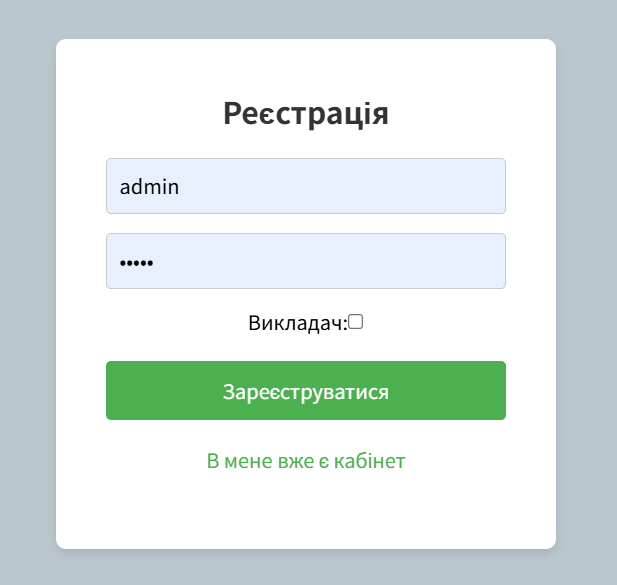 Реєстрація
admin
•••••
Викладач:
Зареєструватися
В мене вже є кабінет